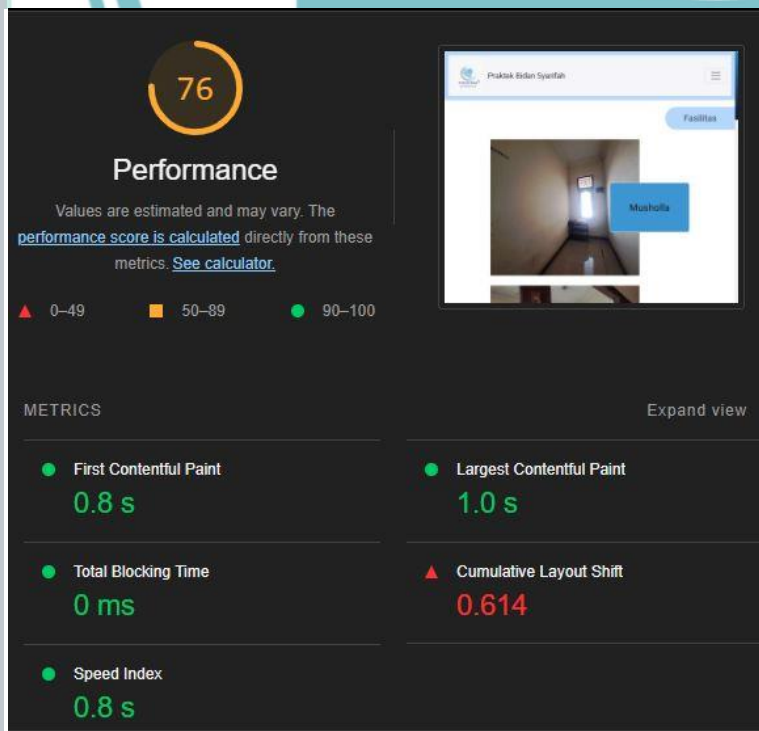 76
Performance
Values are estimated and may vary. The
performance score is calculated directly from these
metrics. See calculator.
0–49
50–89
90–100
Praktek Bidan Syarifah
Fasilitas
Musholla
METRICS
Expand view
First Contentful Paint
0.8 s
Largest Contentful Paint
1.0 s
Total Blocking Time
0 ms
Cumulative Layout Shift
0.614
Speed Index
0.8 s